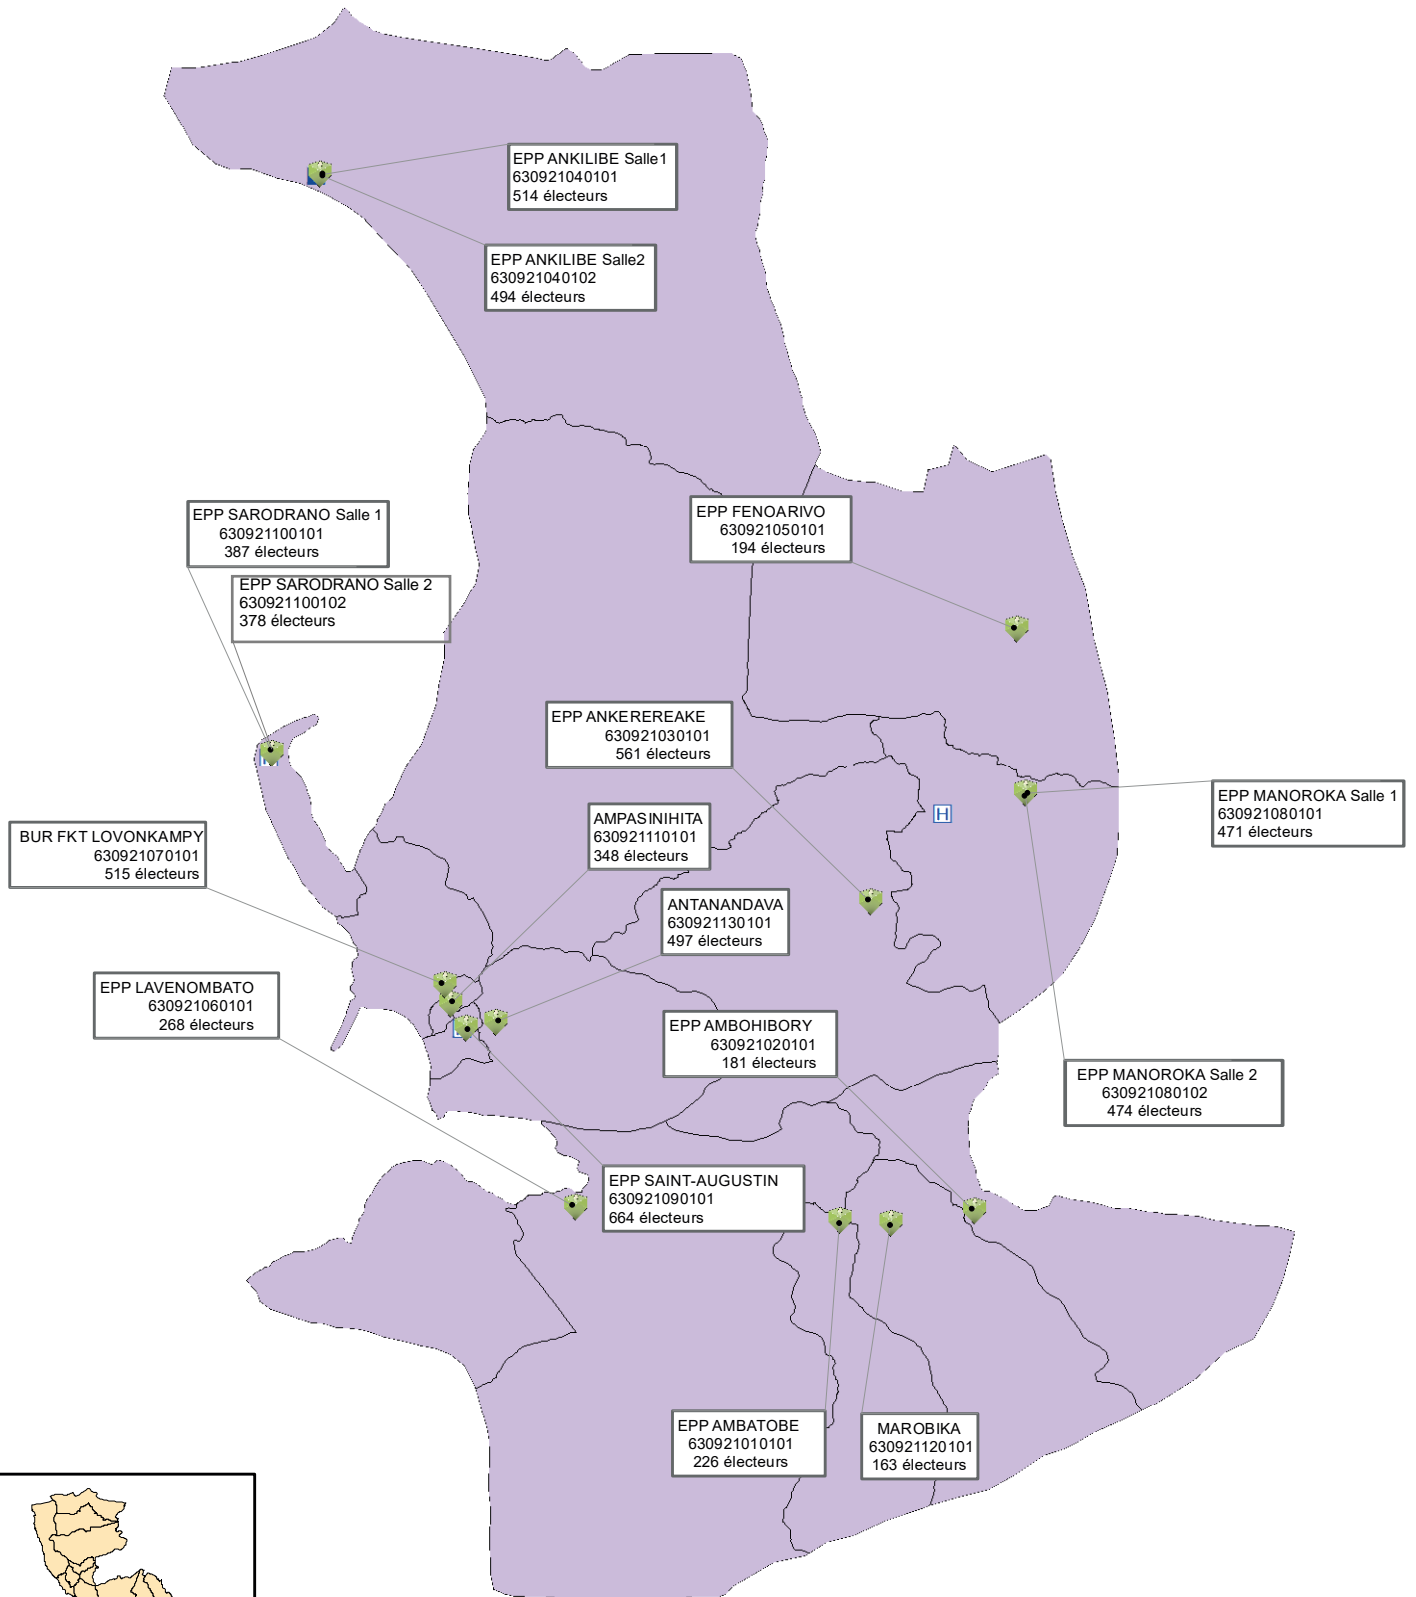 EPP ANKILIBE Salle1
630921040101
514 électeurs
EPP ANKILIBE Salle2
630921040102
494 électeurs
EPP SARODRANO Salle 1
630921100101
387 électeurs
EPP FENOARIVO
630921050101
194 électeurs
EPP SARODRANO Salle 2
630921100102
378 électeurs
EPP ANKEREREAKE
630921030101
561 électeurs
EPP MANOROKA Salle 1
630921080101
471 électeurs
AMPASINIHITA
630921110101
348 électeurs
BUR FKT LOVONKAMPY
630921070101
515 électeurs
H
ANTANANDAVA
630921130101
497 électeurs
EPP LAVENOMBATO
630921060101
268 électeurs
EPP AMBOHIBORY
630921020101
181 électeurs
EPP MANOROKA Salle 2
630921080102
474 électeurs
EPP SAINT-AUGUSTIN
630921090101
664 électeurs
EPP AMBATOBE
630921010101
226 électeurs
MAROBIKA
630921120101
163 électeurs